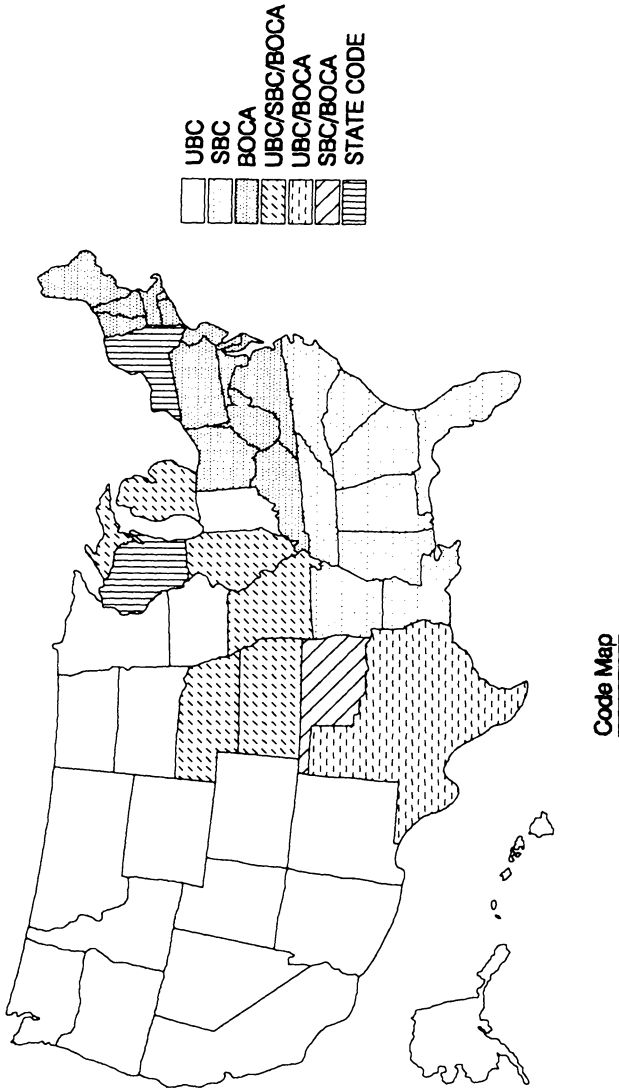 UBC
SBC
BOCA
UBC/SBC/BOCA
UBC/BOCA
SBC/BOCA
STATE CODE
Code Map